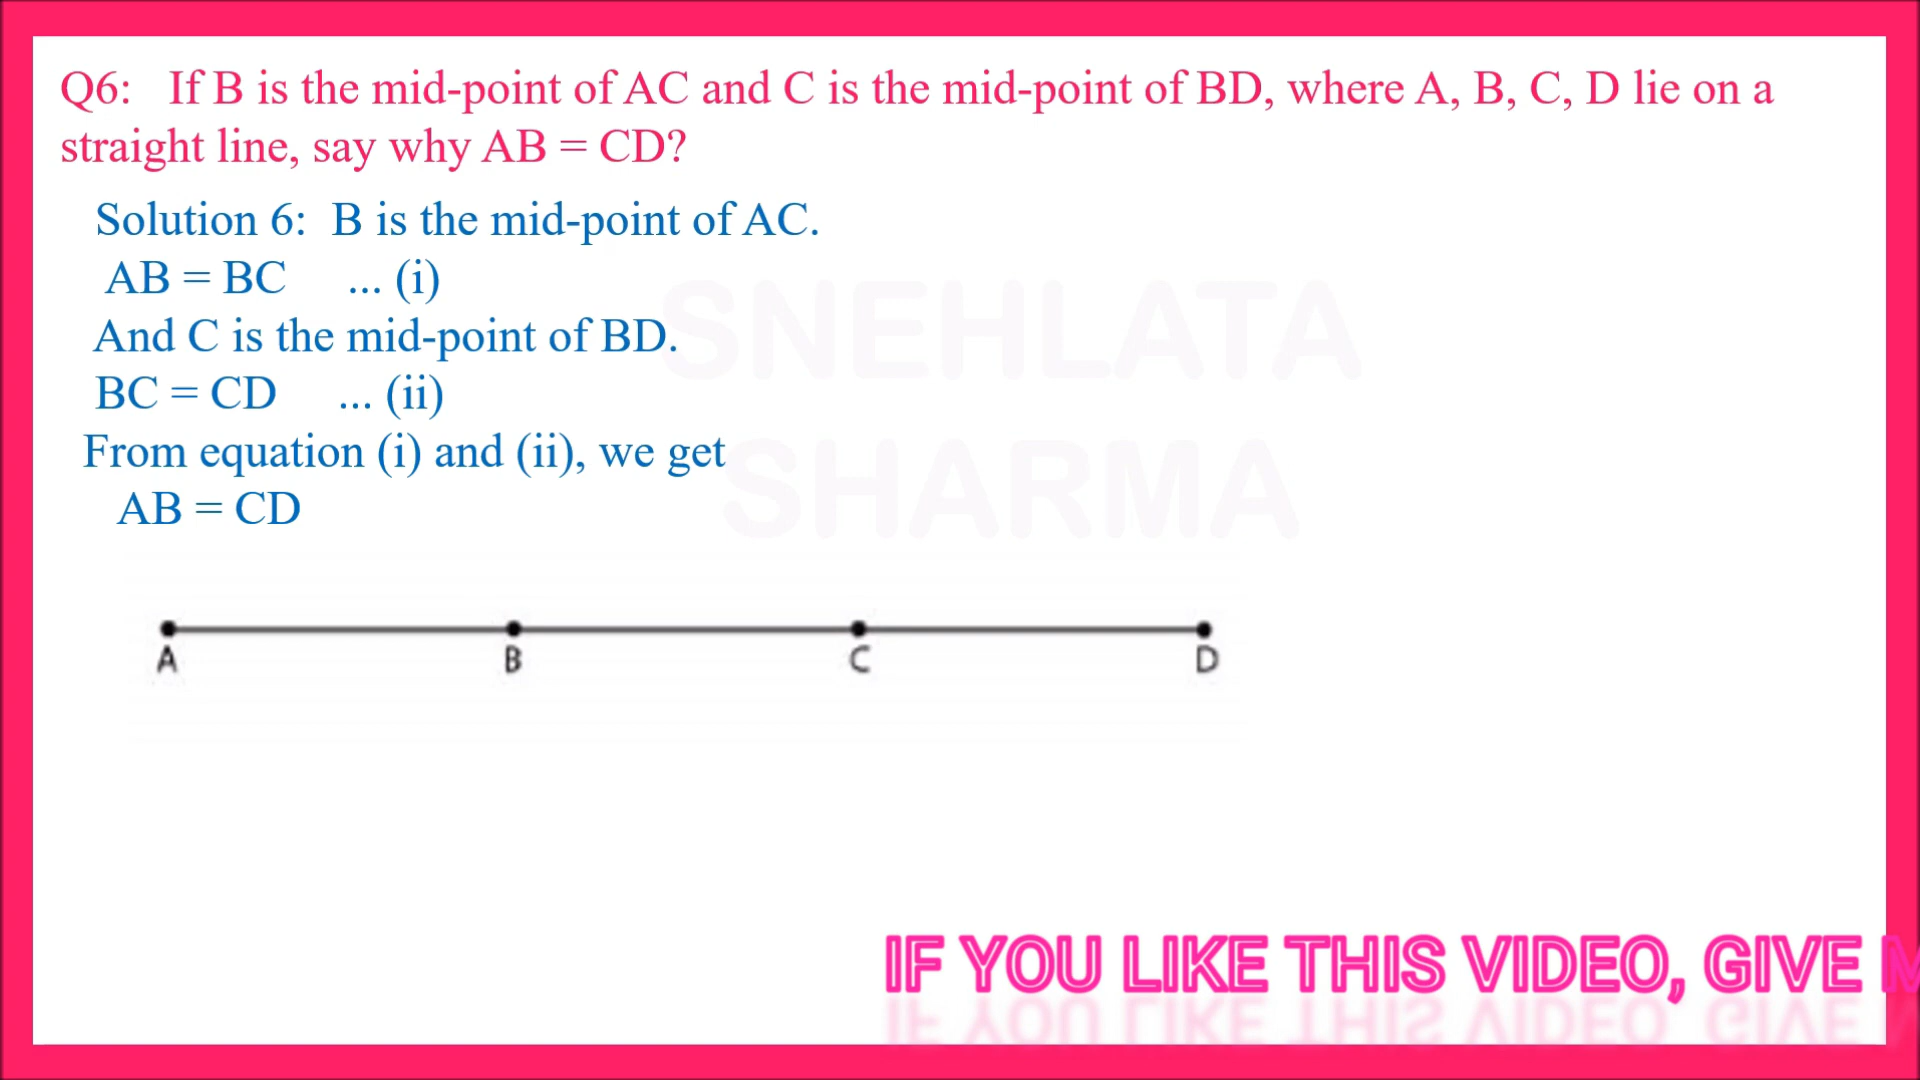 Q6: If B is the mid-point of AC and C is the mid-point of BD, where A, B, C, D lie on a
straight line, say why AB = CD?
Solution 6: B is the mid-point of AC.
AB = BC ... (i)
And C is the mid-point of BD.
BC = CD ... (ii)
From equation (i) and (ii), we get
AB = CD
SNEHLATA
SHARMA
A B C D
IF YOU LIKE THIS VIDEO, GIVE